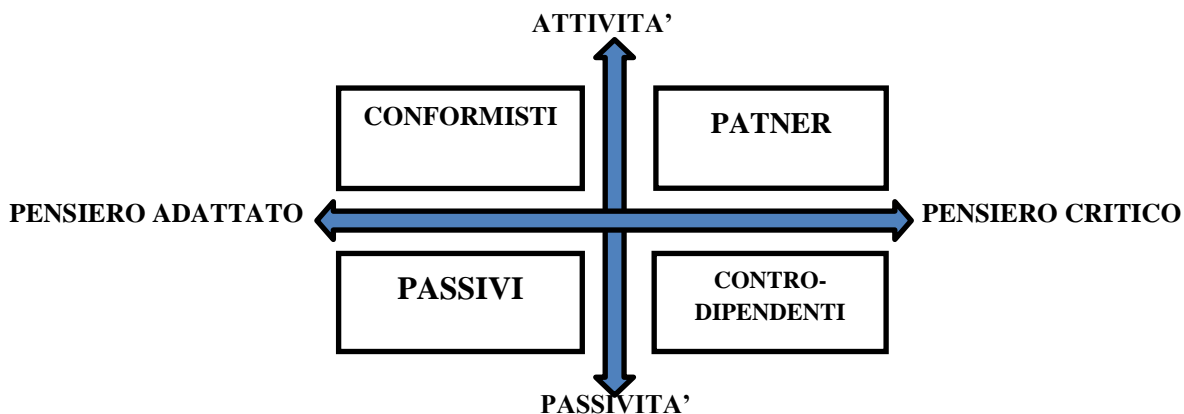 ATTIVITA’
CONFORMISTI
PATNER
PENSIERO ADATTATO
PENSIERO CRITICO
PASSIVI
CONTRO-
DIPENDENTI
PASSIVITA’